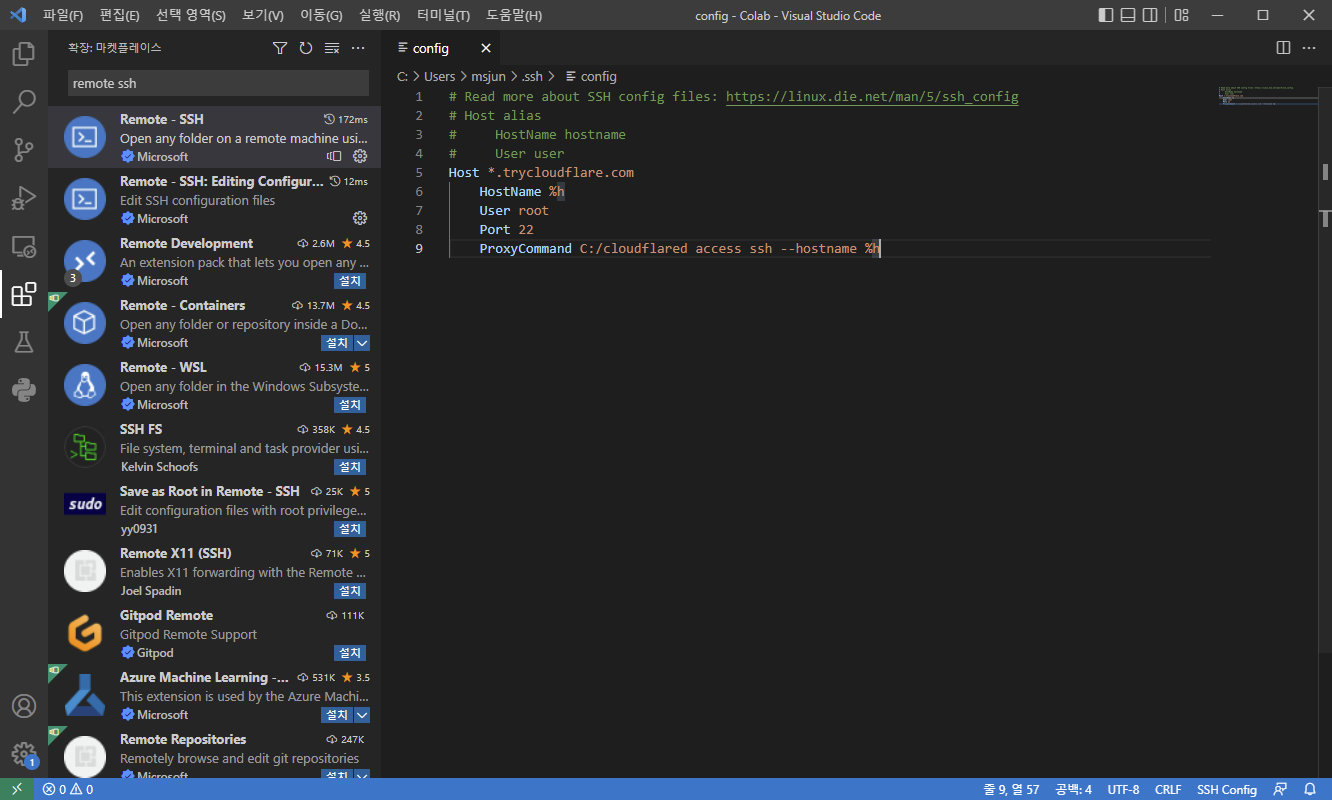 파일(F) 편집(E) 선택 영역(S) 보기(V) 이동(G) 실행(R) 터미널(T) 도움말(H) config - Colab - Visual Studio Code
확장: 마켓플레이스
remote ssh
Remote - SSH 172ms
Open any folder on a remote machine usi...
Microsoft
Remote - SSH: Editing Configur... 12ms
Edit SSH configuration files
Microsoft
Remote Development 2.6M 4.5
An extension pack that lets you open any ...
Microsoft 설치
3
Remote - Containers 13.7M 4.5
Open any folder or repository inside a Do...
Microsoft 설치
Remote - WSL 15.3M 5
Open any folder in the Windows Subsyste...
Microsoft 설치
SSH FS 358K 4.5
File system, terminal and task provider usi...
Kelvin Schoofs 설치
sudo
Save as Root in Remote - SSH 25K 5
Edit configuration files with root privilege...
yy0931 설치
Remote X11 (SSH) 71K 5
Enables X11 forwarding with the Remote ...
Joel Spadin 설치
Gitpod Remote 111K
Gitpod Remote Support
Gitpod 설치
Azure Machine Learning -... 531K 3.5
This extension is used by the Azure Machi...
Microsoft 설치
Remote Repositories 247K
Remotely browse and edit git repositories
Microsoft 설치
1
config
C: > Users > msjun > .ssh > config
1 # Read more about SSH config files: https://linux.die.net/man/5/ssh_config
2 # Host alias
3 #     HostName hostname
4 #     User user
5 Host *.trycloudflare.com
6     HostName %h
7     User root
8     Port 22
9     ProxyCommand C:/cloudflared access ssh --hostname %h
0 0 줄 9, 열 57 공백: 4 UTF-8 CRLF SSH Config